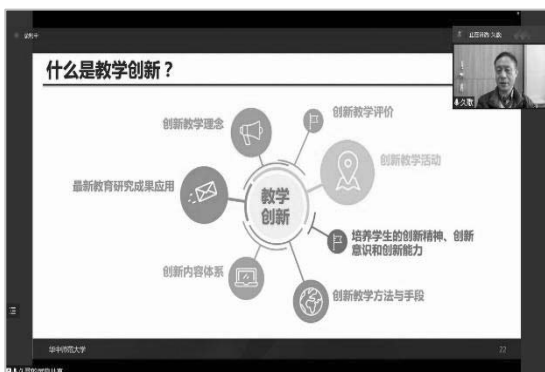 什么是教学创新？
久歌
创新教学理念
创新教学评价
最新教育研究成果应用
创新教学活动
教学
创新
培养学生的创新精神、创新
意识和创新能力
创新内容体系
创新教学方法与手段
华中师范大学
22